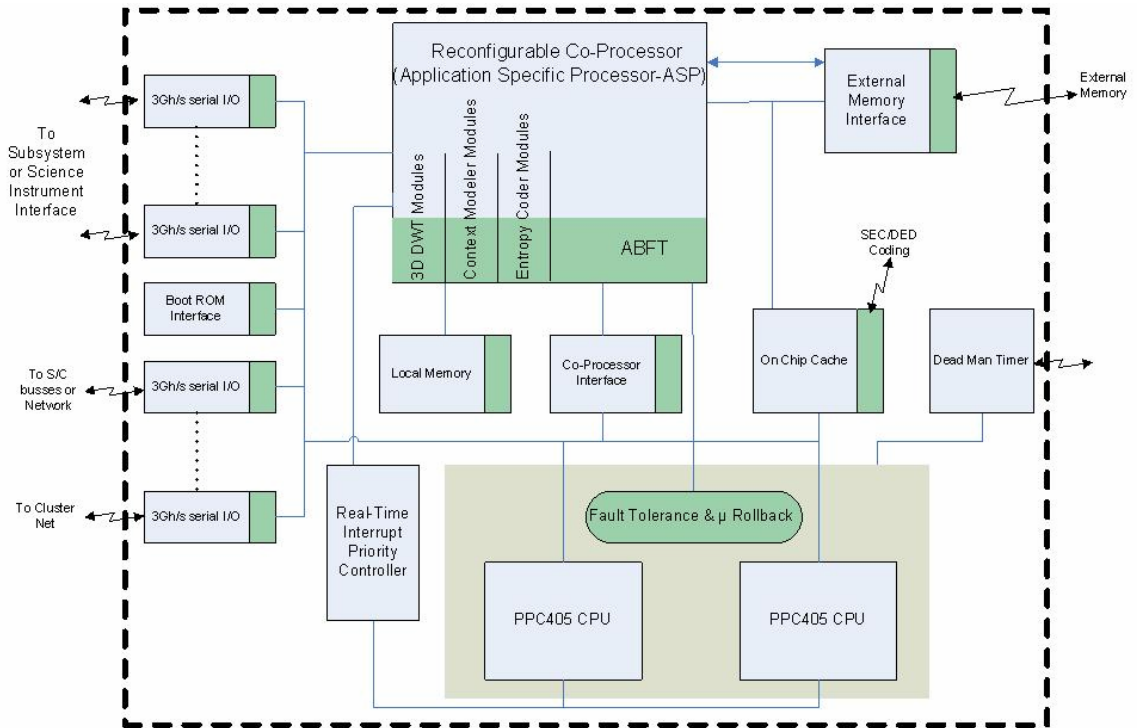 Reconfigurable Co-Processor
(Application Specific Processor-ASP)
3D DWT Modules
Context Modeler Modules
Entropy Coder Modules
ABFT
External
Memory
Interface
External
Memory
3Gh/s serial I/O
To
Subsystem
or Science
Instrument
Interface
3Gh/s serial I/O
Boot ROM
Interface
To S/C
busses or
Network
3Gh/s serial I/O
To Cluster
Net
3Gh/s serial I/O
SEC/DED
Coding
Local Memory
Co-Processor
Interface
On Chip Cache
Dead Man Timer
Real-Time
Interrupt
Priority
Controller
Fault Tolerance & µ Rollback
PPC405 CPU
PPC405 CPU